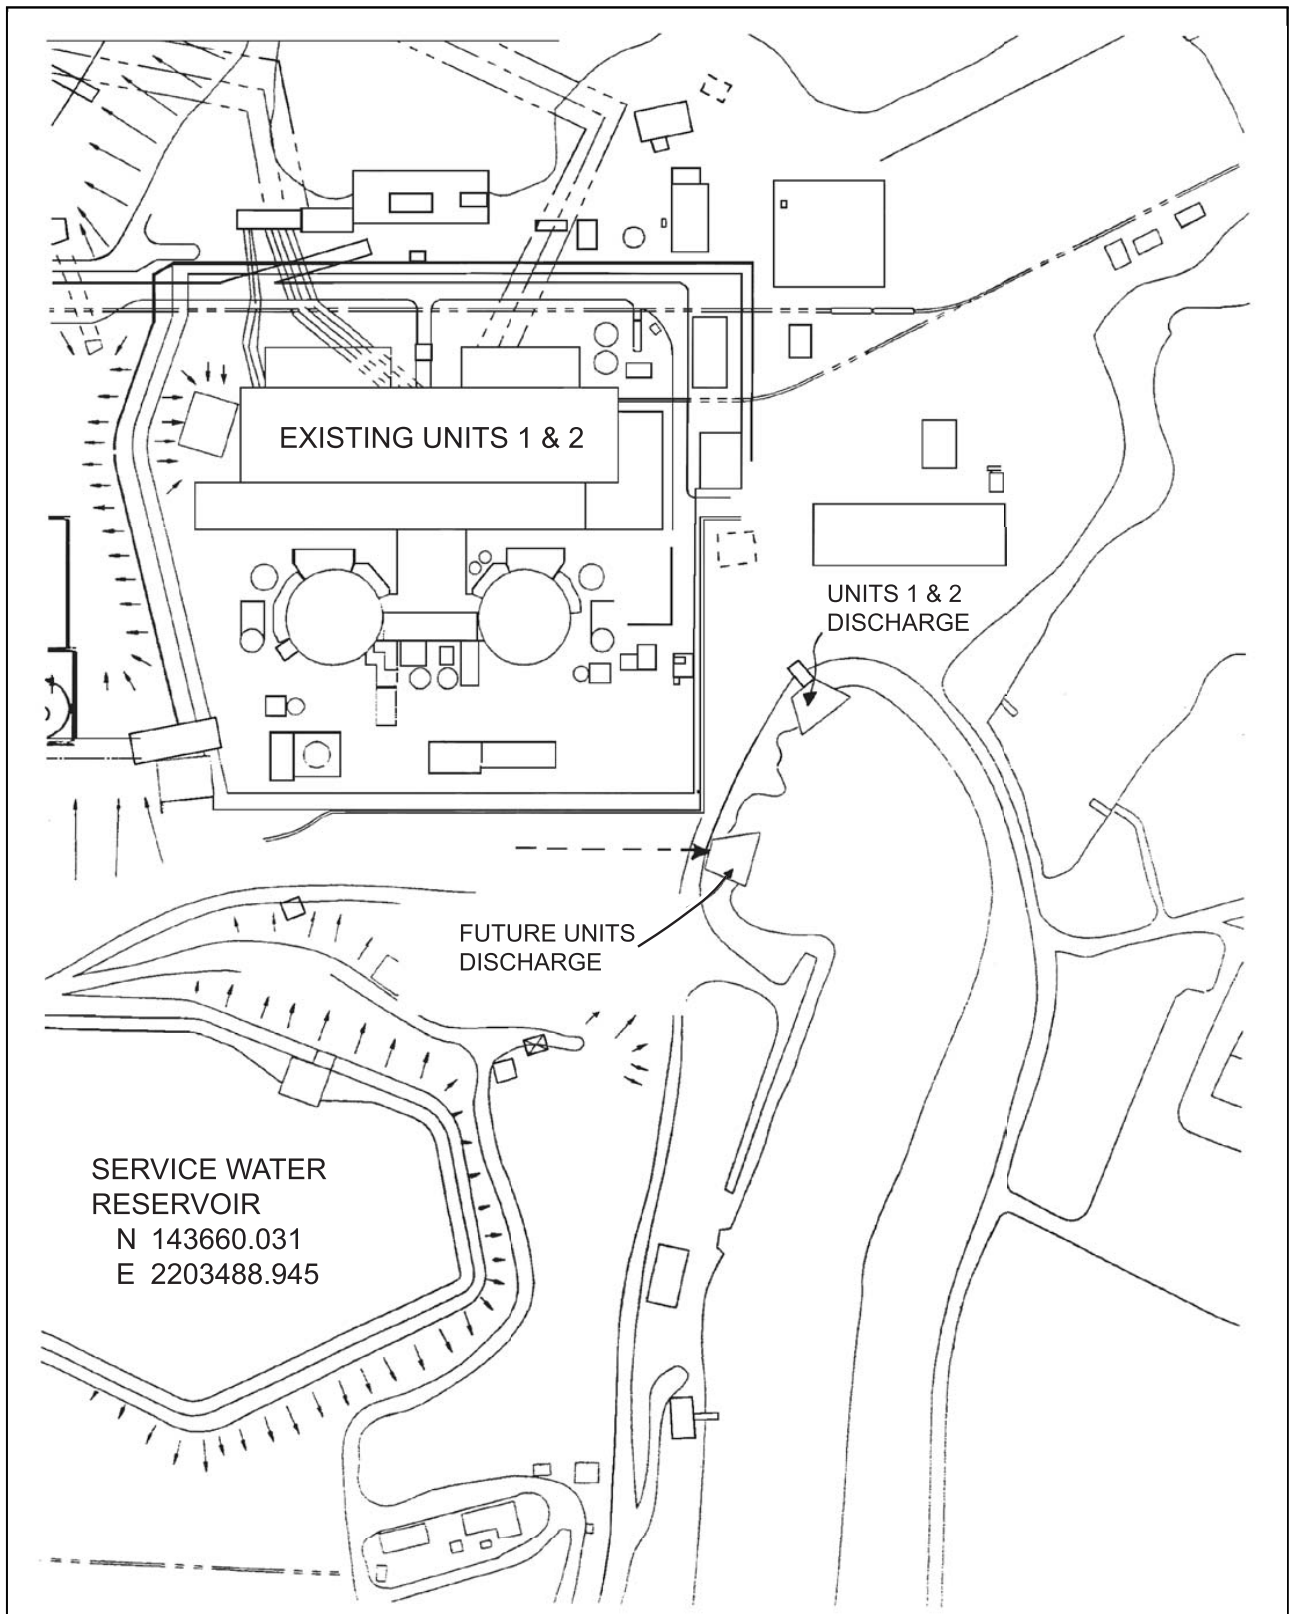 EXISTING UNITS 1 & 2
UNITS 1 & 2
DISCHARGE
FUTURE UNITS
DISCHARGE
SERVICE WATER
RESERVOIR
N 143660.031
E 2203488.945